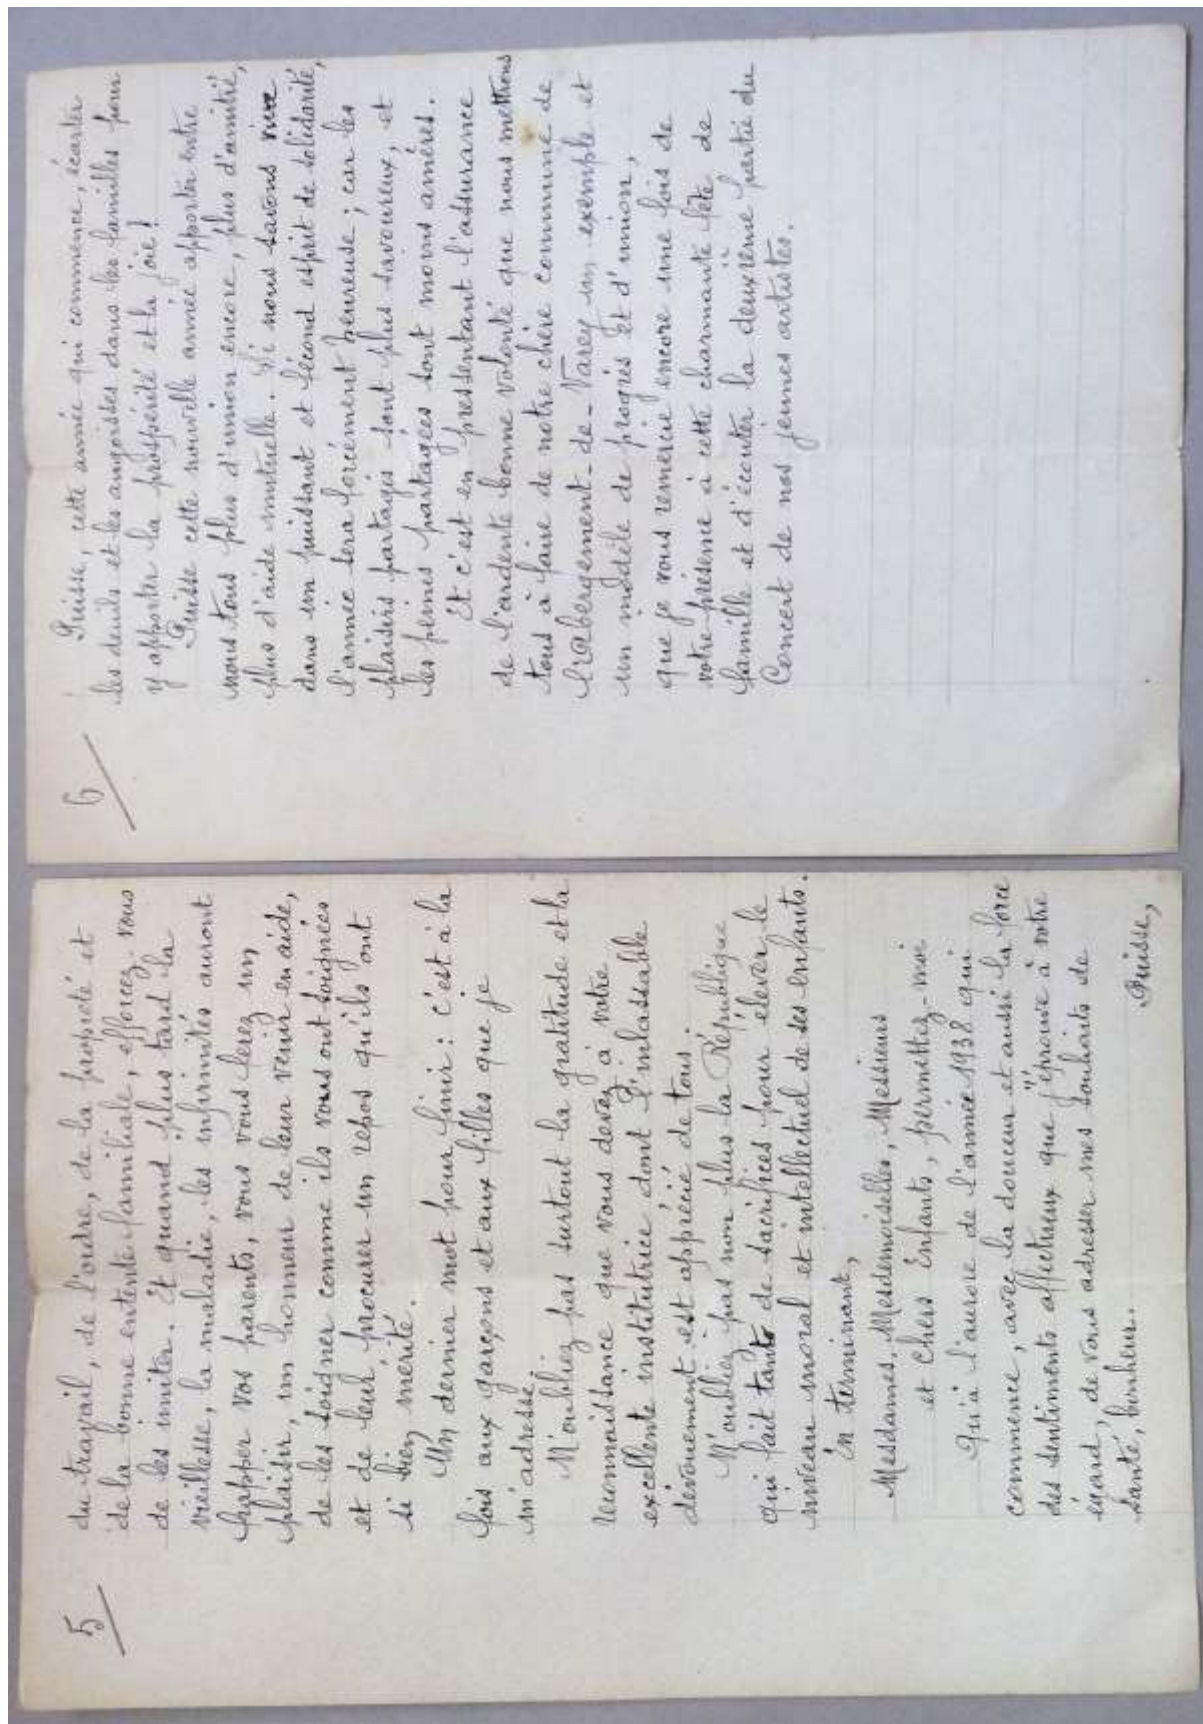 5
du travail, de l'ordre, de la propreté et
de la bonne entente familiale, efforcez-vous
de les imiter. Et quand plus tard la
vieillesse, la maladie, les infirmités auront
frapper vos parents, vous vous ferez un
plaisir, un honneur de leur venir en aide,
de les soigner comme ils vous ont soignées
et de leur procurer un repos qu'ils ont
si bien mérité.
Un dernier mot pour finir : c'est à la
fois aux garçons et aux filles que je
m'adresse.
N'oubliez pas surtout la gratitude et la
reconnaissance que vous devez à votre
excellente institutrice dont l'inlassable
dévouement est apprécié de tous.
N'oubliez pas non plus la République
qui fait tant de sacrifices pour élever le
niveau moral et intellectuel de ses enfants.
En terminant,
Mesdames, Mesdemoiselles, Messieurs
et chers Enfants, permettez-moi
Qu'à l'aurore de l'année 1938 qui
commence, avec la douceur et aussi la force
des sentiments affectueux que j'éprouve à votre
égard, de vous adresser mes souhaits de
santé, bonheur.
Puisse,
6
Puisse, cette année qui commence, écarter
les deuils et les angoisses dans les familles pour
y apporter la prospérité et la joie!
Puisse cette nouvelle année apporter entre
nous tous plus d'union encore, plus d'amitié,
plus d'aide mutuelle. Si nous savons vivre
dans un puissant et fécond esprit de solidarité,
l'année sera forcément heureuse ; car les
plaisirs partagés sont plus savoureux, et
les peines partagées sont moins amères.
Et c'est en pressentant l'assurance
de l'ardente bonne volonté que nous mettrons
tous à faire de notre chère commune de
l'Abergement-de-Varey un exemple et
un modèle de progrès et d'union,
que je vous remercie encore une fois de
votre présence à cette charmante fête de
famille et d'écouter la deuxième partie du
Concert de nos jeunes artistes.